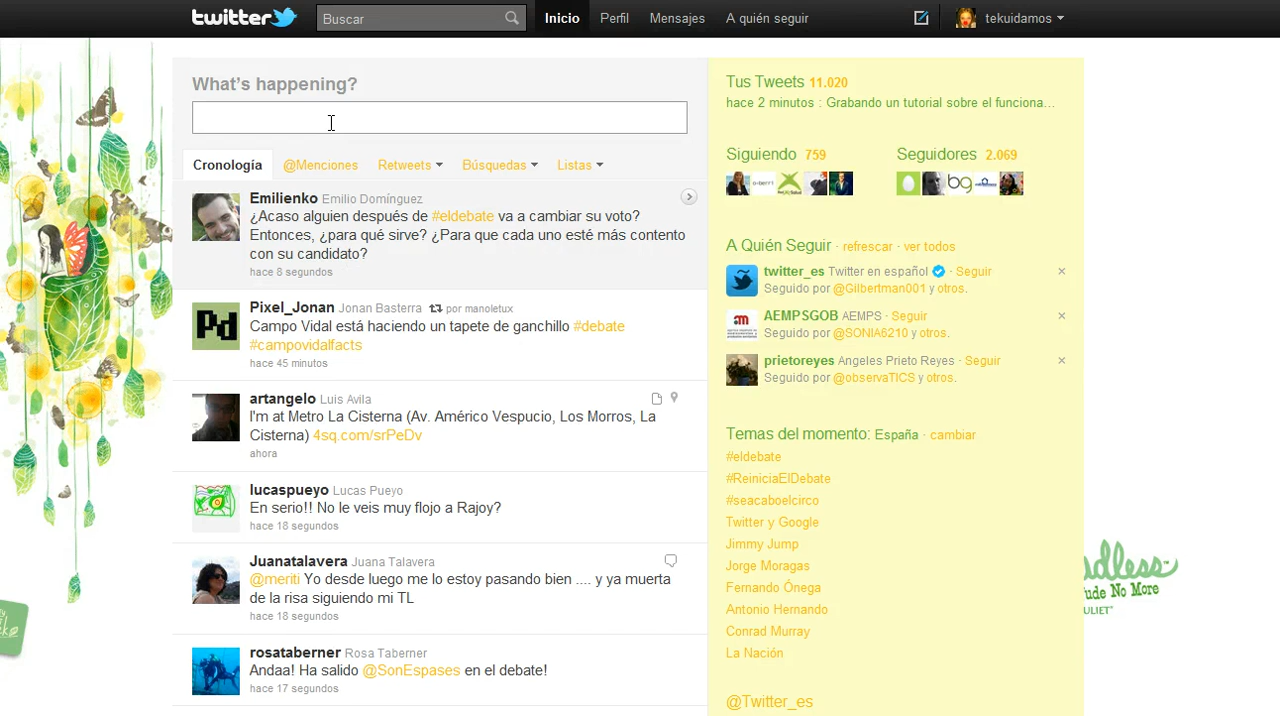 twitter
Buscar
Inicio
Perfil
Mensajes
A quién seguir
tekuidamos
What's happening?
Cronología
@Menciones
Retweets
Búsquedas
Listas
Emilienko Emilio Domínguez
¿Acaso alguien después de #eldebate va a cambiar su voto?
Entonces, ¿para qué sirve? ¿Para que cada uno esté más contento
con su candidato?
hace 8 segundos
Pixel_Jonan Jonan Basterra por manoletux
Campo Vidal está haciendo un tapete de ganchillo #debate
#campovidalfacts
hace 45 minutos
artangelo Luis Avila
I'm at Metro La Cisterna (Av. Américo Vespucio, Los Morros, La
Cisterna) 4sq.com/srPeDv
ahora
lucaspueyo Lucas Pueyo
En serio!! No le veis muy flojo a Rajoy?
hace 18 segundos
Juanatalavera Juana Talavera
@meriti Yo desde luego me lo estoy pasando bien .... y ya muerta
de la risa siguiendo mi TL
hace 18 segundos
rosataberner Rosa Taberner
Andaa! Ha salido @SonEspases en el debate!
hace 17 segundos
Tus Tweets 11.020
hace 2 minutos : Grabando un tutorial sobre el funciona...
Siguiendo 759
Seguidores 2.069
A Quién Seguir · refrescar · ver todos
twitter_es Twitter en español · Seguir
Seguido por @Gilbertman001 y otros.
AEMPSGOB AEMPS · Seguir
Seguido por @SONIA6210 y otros.
prietoreyes Angeles Prieto Reyes · Seguir
Seguido por @observaTICS y otros.
Temas del momento: España · cambiar
#eldebate
#ReiniciaElDebate
#seacaboelcirco
Twitter y Google
Jimmy Jump
Jorge Moragas
Fernando Ónega
Antonio Hernando
Conrad Murray
La Nación
@Twitter_es